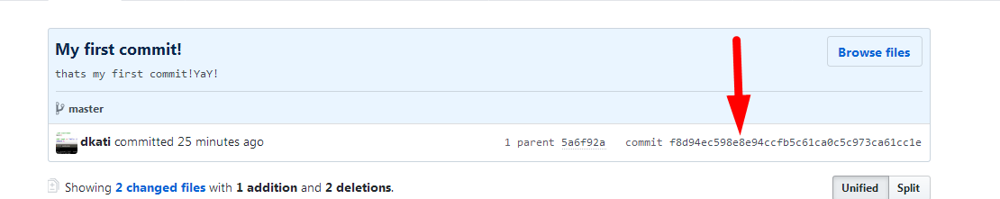 My first commit!
Browse files
thats my first commit!YaY!
master
dkati committed 25 minutes ago 1 parent 5a6f92a commit f8d94ec598e8e94ccfb5c61ca0c5c973ca61cc1e
Showing 2 changed files with 1 addition and 2 deletions. Unified Split